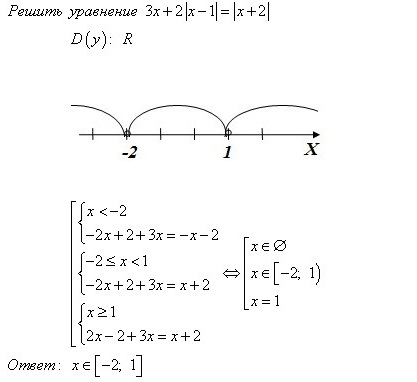 Решить уравнение 3x+2|x−1|=|x+2|
D(y): R
-2 1 X
x<−2
−2x+2+3x=−x−2
−2≤x<1
−2x+2+3x=x+2
x≥1
2x−2+3x=x+2
⇔
x∈∅
x∈[−2; 1)
x=1
Ответ: x∈[−2; 1]